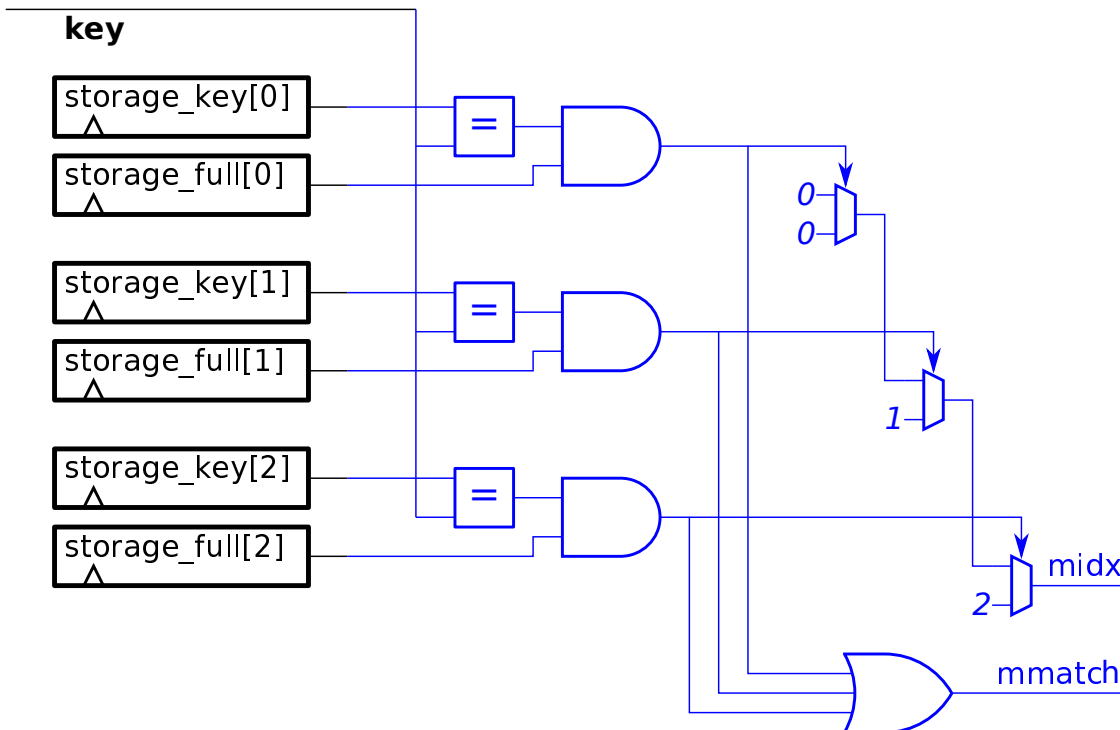 key
storage_key[0]
=
storage_full[0]
0
0
storage_key[1]
=
storage_full[1]
1
storage_key[2]
=
storage_full[2]
midx
2
mmatch